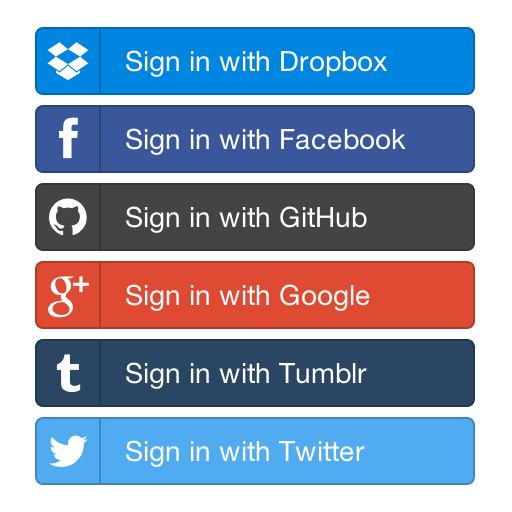 Sign in with Dropbox
f Sign in with Facebook
Sign in with GitHub
g+ Sign in with Google
t Sign in with Tumblr
Sign in with Twitter